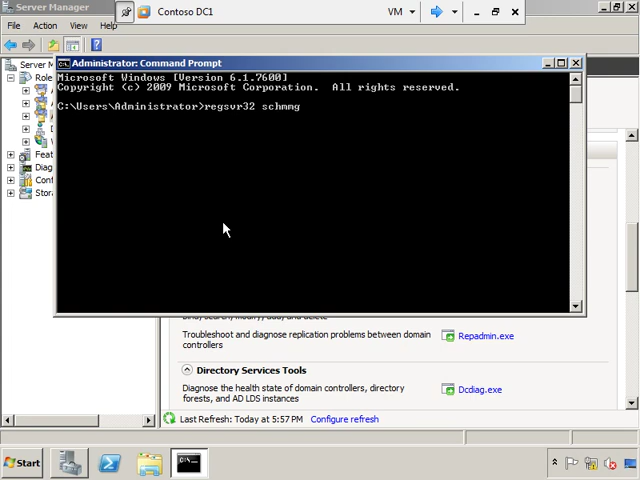 Server Manager
Contoso DC1
VM
File Action View Help
Server M
Role
Feat
Diag
Conf
Stora
Administrator: Command Prompt
Microsoft Windows [Version 6.1.7600]
Copyright (c) 2009 Microsoft Corporation. All rights reserved.
C:\Users\Administrator>regsvr32 schmmg
Troubleshoot and diagnose replication problems between domain
controllers
Repadmin.exe
Directory Services Tools
Diagnose the health state of domain controllers, directory
forests, and AD LDS instances
Dcdiag.exe
Last Refresh: Today at 5:57 PM Configure refresh
Start